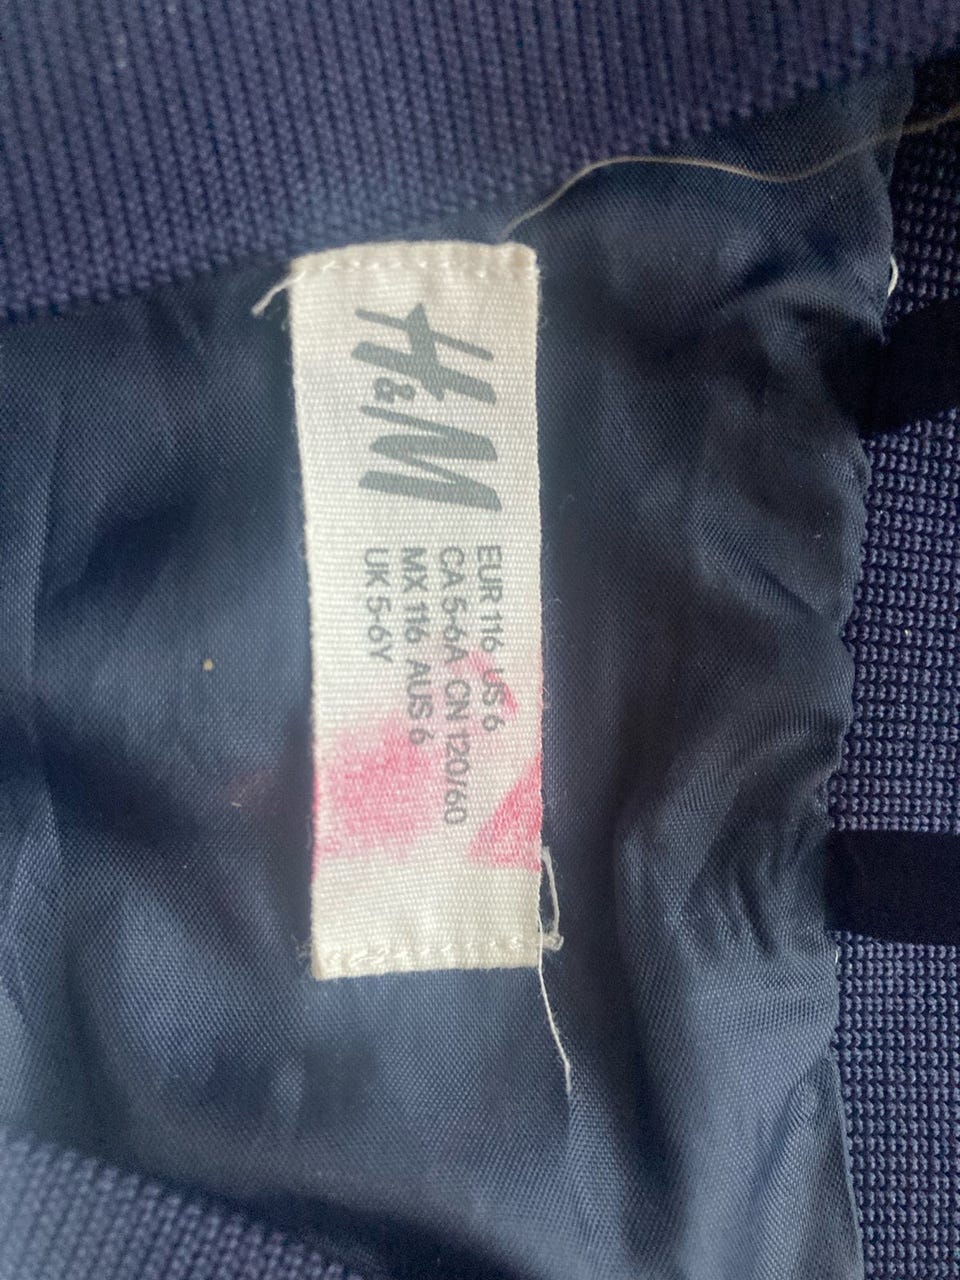 H&M
EUR 116 US 6
CA 5-6A CN 120/60
MX 116 AUS 6
UK 5-6Y